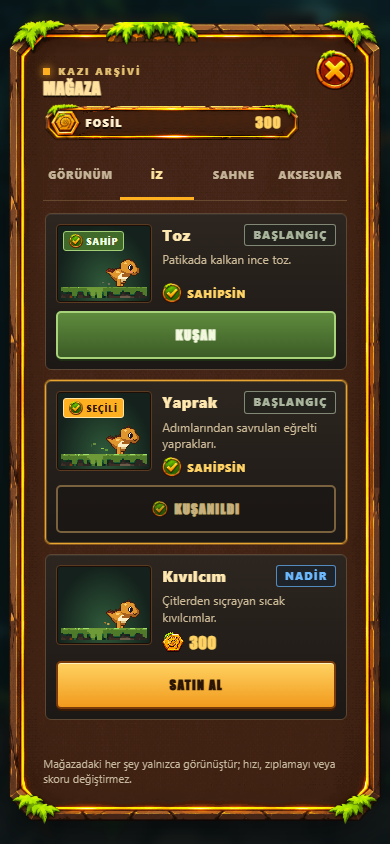 KAZI ARŞİVİ
MAĞAZA
FOSİL 300
GÖRÜNÜM İZ SAHNE AKSESUAR
SAHİP
Toz BAŞLANGIÇ
Patikada kalkan ince toz.
SAHİPSİN
KUŞAN
SEÇİLİ
Yaprak BAŞLANGIÇ
Adımlarından savrulan eğrelti
yaprakları.
SAHİPSİN
KUŞANILDI
Kıvılcım NADİR
Çitlerden sıçrayan sıcak
kıvılcımlar.
300
SATIN AL
Mağazadaki her şey yalnızca görünüştür; hızı, zıplamayı veya
skoru değiştirmez.